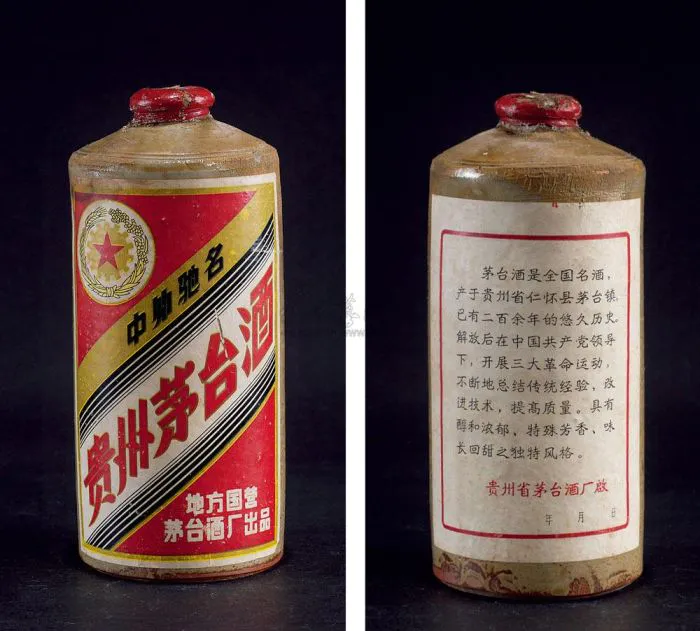 中外驰名
贵州茅台酒
地方国营
茅台酒厂出品
茅台酒是全国名酒，
产于贵州省仁怀县茅台镇，
已有二百余年的悠久历史。
解放后在中国共产党领导
下，开展三大革命运动，
不断地总结传统经验，改
进技术，提高质量。具有
醇和浓郁、特殊芳香、味
长回甜之独特风格。
贵州省茅台酒厂啟
年 月 日